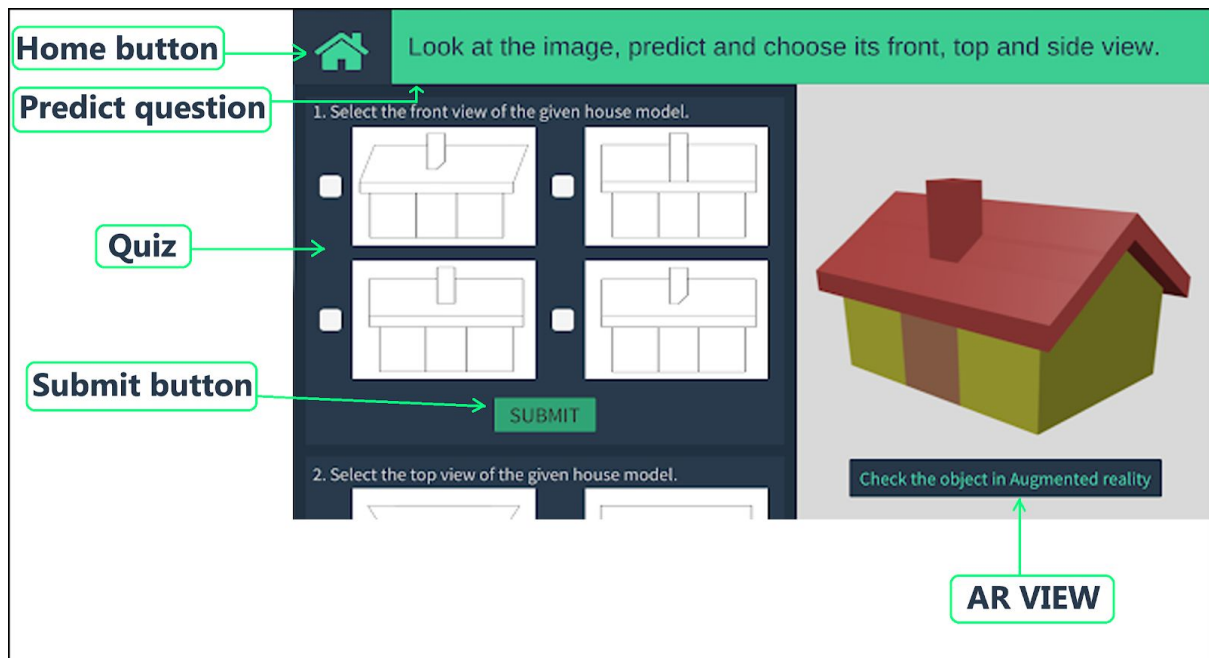 Home button
Look at the image, predict and choose its front, top and side view.
Predict question
1. Select the front view of the given house model.
Quiz
Submit button
SUBMIT
2. Select the top view of the given house model.
Check the object in Augmented reality
AR VIEW